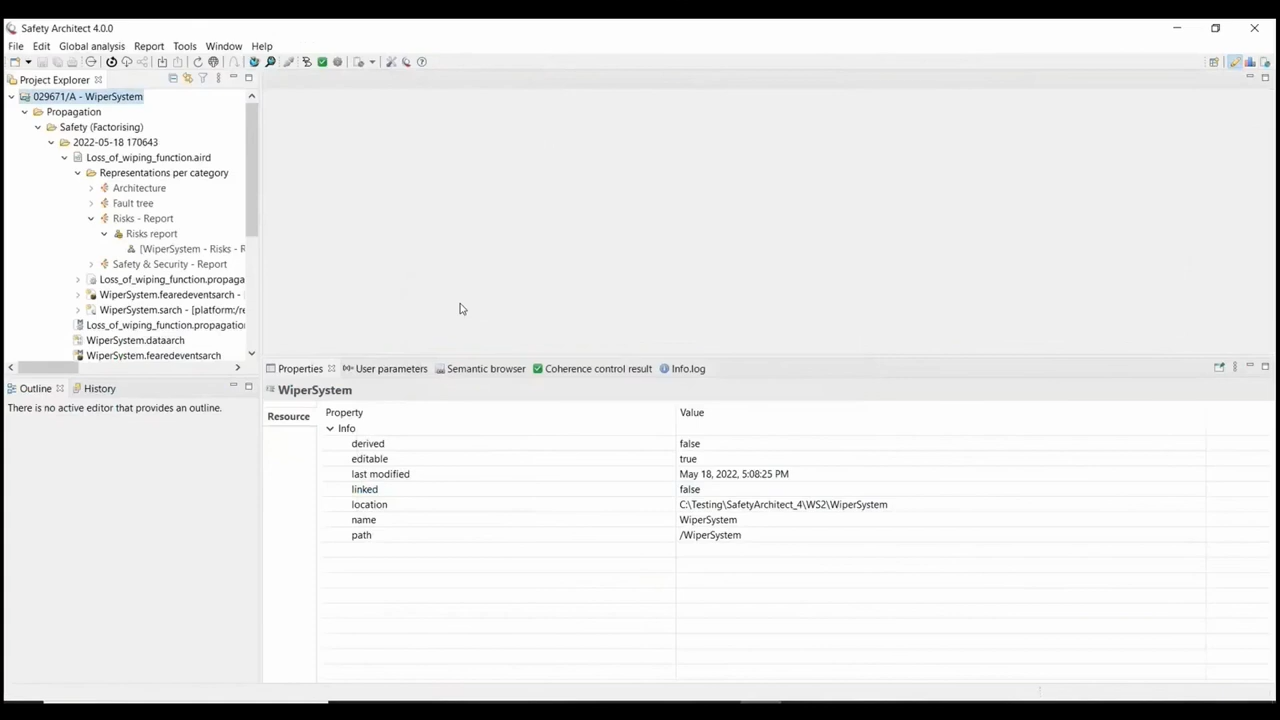 Safety Architect 4.0.0
File Edit Global analysis Report Tools Window Help
Project Explorer
029671/A - WiperSystem
Propagation
Safety (Factorising)
2022-05-18 170643
Loss_of_wiping_function.aird
Representations per category
Architecture
Fault tree
Risks - Report
Risks report
[WiperSystem - Risks - R
Safety & Security - Report
Loss_of_wiping_function.propaga
WiperSystem.fearedeventsarch -
WiperSystem.sarch - [platform:/re
Loss_of_wiping_function.propagation
WiperSystem.dataarch
WiperSystem.fearedeventsarch
Outline History
There is no active editor that provides an outline.
Properties User parameters Semantic browser Coherence control result Info.log
WiperSystem
Resource
Property Value
Info
derived false
editable true
last modified May 18, 2022, 5:08:25 PM
linked false
location C:\Testing\SafetyArchitect_4\WS2\WiperSystem
name WiperSystem
path /WiperSystem